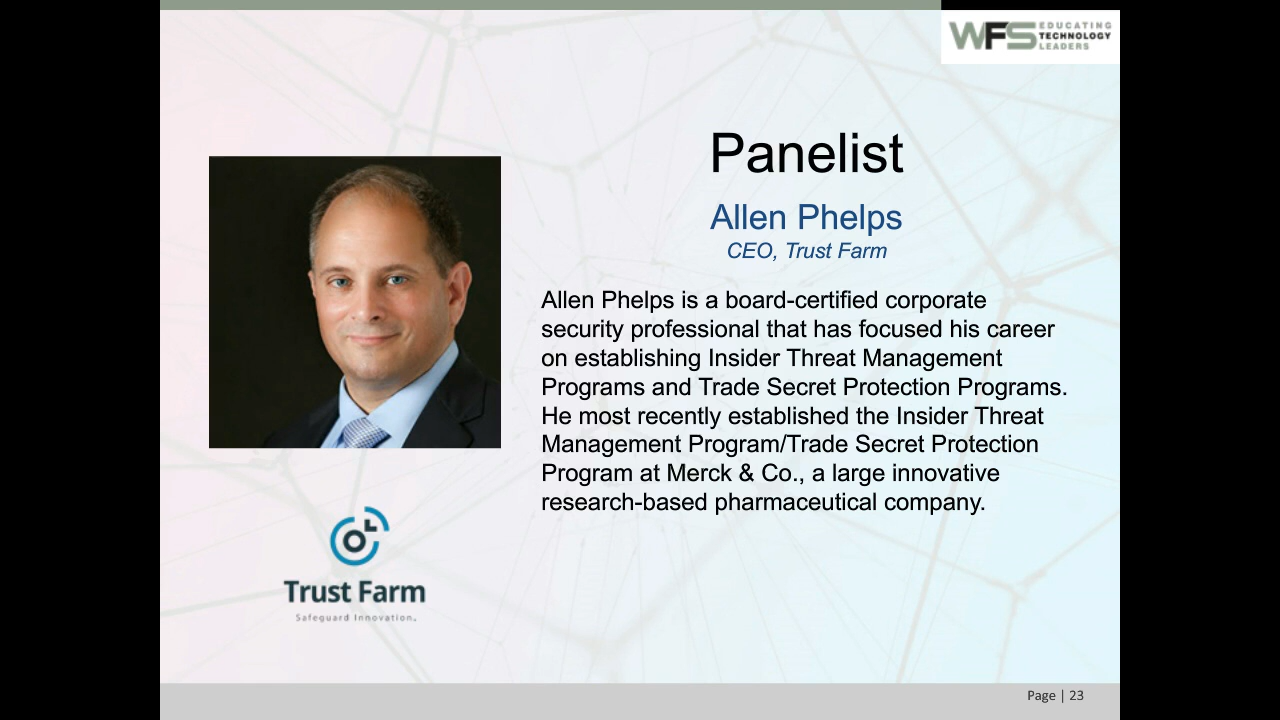 WFS EDUCATING
TECHNOLOGY
LEADERS
Panelist
Allen Phelps
CEO, Trust Farm
Allen Phelps is a board-certified corporate
security professional that has focused his career
on establishing Insider Threat Management
Programs and Trade Secret Protection Programs.
He most recently established the Insider Threat
Management Program/Trade Secret Protection
Program at Merck & Co., a large innovative
research-based pharmaceutical company.
Trust Farm
Safeguard Innovation.
Page | 23